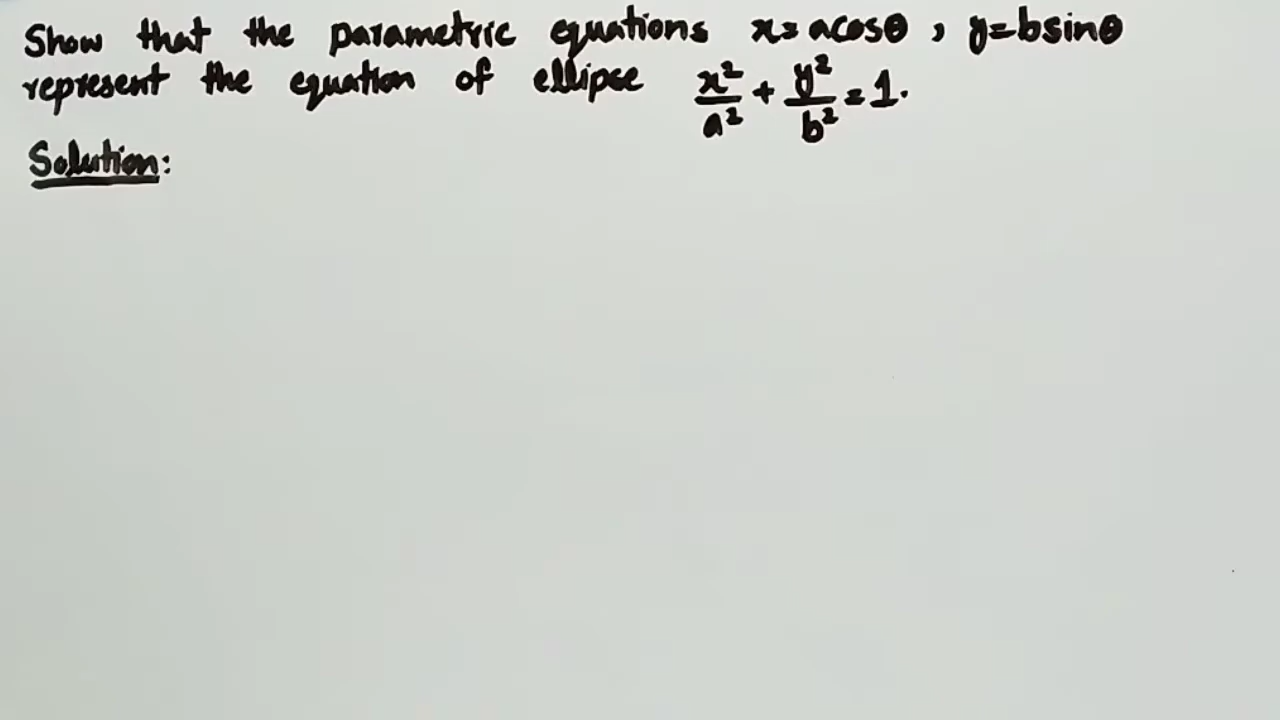 Show that the parametric equations x=acosθ, y=bsinθ
represent the equation of ellipse x²/a² + y²/b² = 1.
Solution: